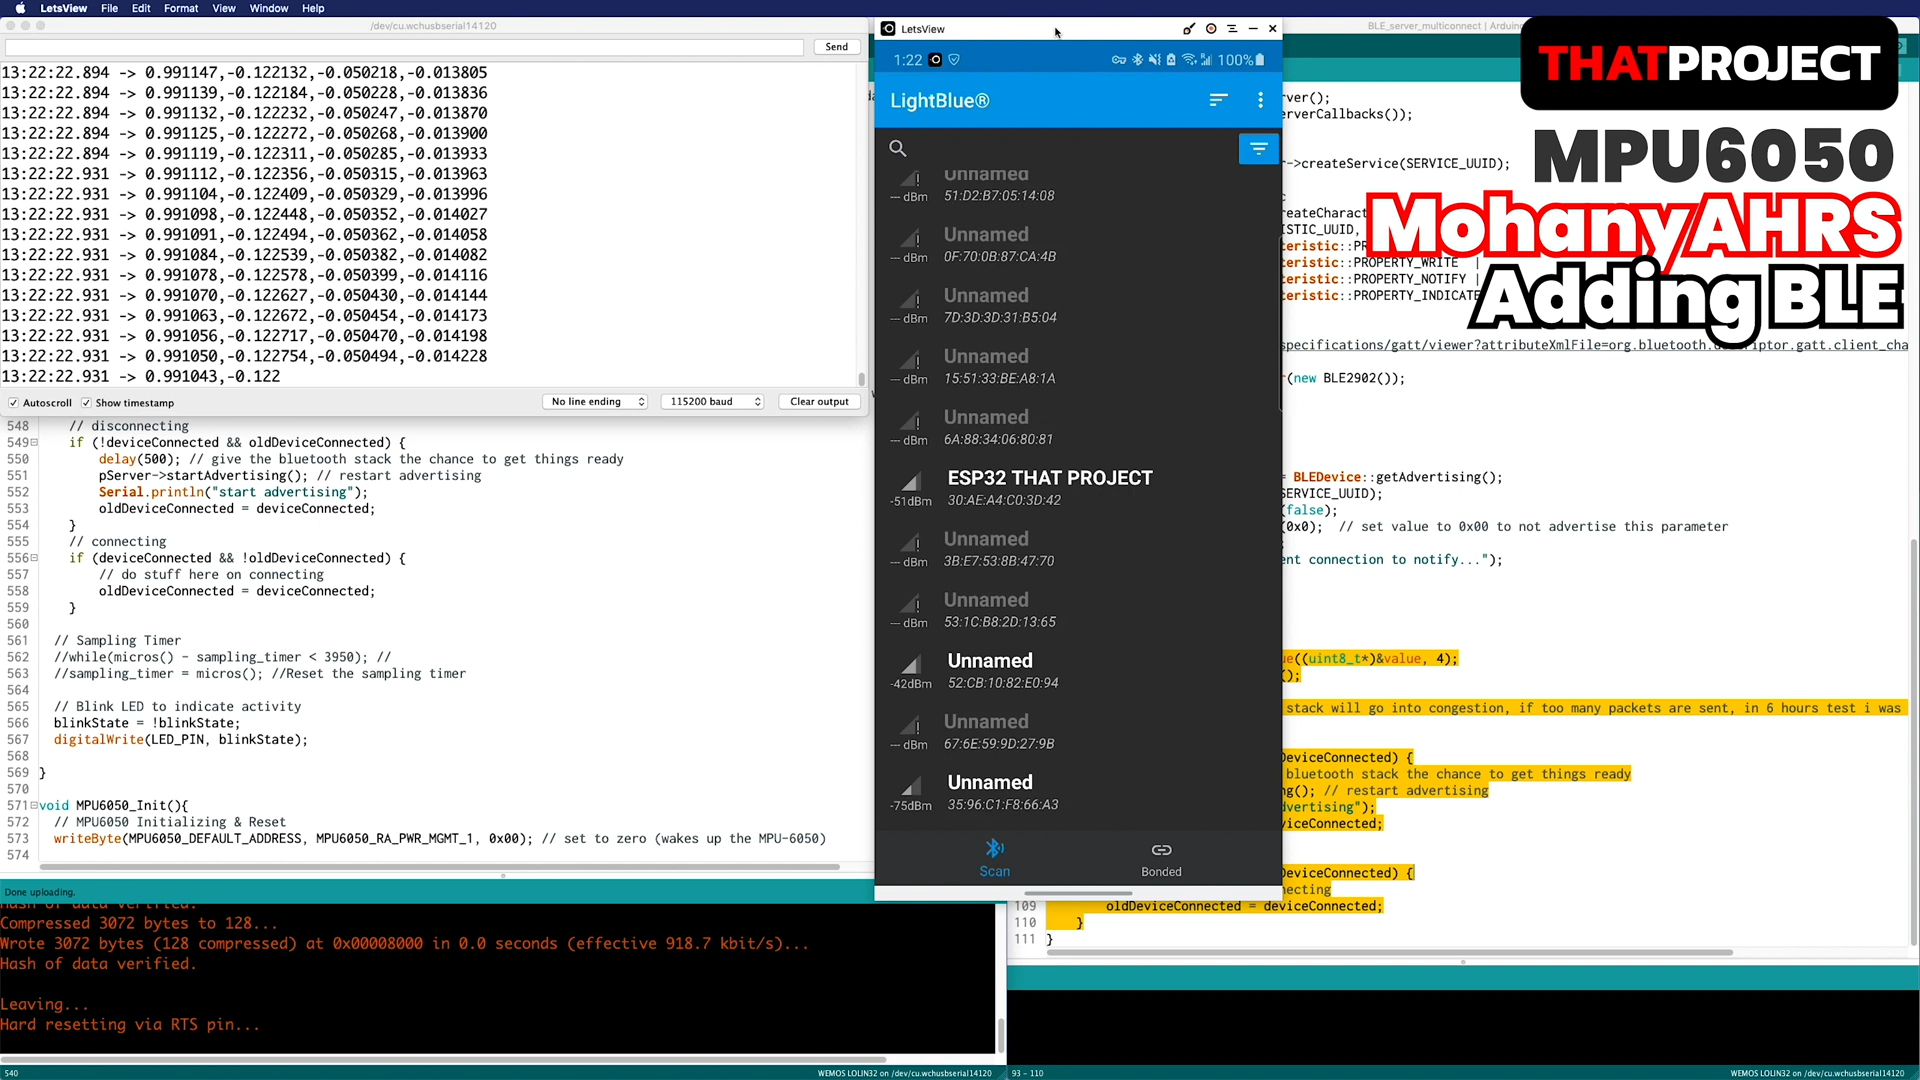 LetsView File Edit Format View Window Help
/dev/cu.wchusbserial14120
Send
13:22:22.894 -> 0.991147,-0.122132,-0.050218,-0.013805
13:22:22.894 -> 0.991139,-0.122184,-0.050228,-0.013836
13:22:22.894 -> 0.991132,-0.122232,-0.050247,-0.013870
13:22:22.894 -> 0.991125,-0.122272,-0.050268,-0.013900
13:22:22.894 -> 0.991119,-0.122311,-0.050285,-0.013933
13:22:22.931 -> 0.991112,-0.122356,-0.050315,-0.013963
13:22:22.931 -> 0.991104,-0.122409,-0.050329,-0.013996
13:22:22.931 -> 0.991098,-0.122448,-0.050352,-0.014027
13:22:22.931 -> 0.991091,-0.122494,-0.050362,-0.014058
13:22:22.931 -> 0.991084,-0.122539,-0.050382,-0.014082
13:22:22.931 -> 0.991078,-0.122578,-0.050399,-0.014116
13:22:22.931 -> 0.991070,-0.122627,-0.050430,-0.014144
13:22:22.931 -> 0.991063,-0.122672,-0.050454,-0.014173
13:22:22.931 -> 0.991056,-0.122717,-0.050470,-0.014198
13:22:22.931 -> 0.991050,-0.122754,-0.050494,-0.014228
13:22:22.931 -> 0.991043,-0.122
Autoscroll Show timestamp No line ending 115200 baud Clear output
548 // disconnecting
549 if (!deviceConnected && oldDeviceConnected) {
550 delay(500); // give the bluetooth stack the chance to get things ready
551 pServer->startAdvertising(); // restart advertising
552 Serial.println("start advertising");
553 oldDeviceConnected = deviceConnected;
554 }
555 // connecting
556 if (deviceConnected && !oldDeviceConnected) {
557 // do stuff here on connecting
558 oldDeviceConnected = deviceConnected;
559 }
560
561 // Sampling Timer
562 //while(micros() - sampling_timer < 3950); //
563 //sampling_timer = micros(); //Reset the sampling timer
564
565 // Blink LED to indicate activity
566 blinkState = !blinkState;
567 digitalWrite(LED_PIN, blinkState);
568
569 }
570
571 void MPU6050_Init(){
572 // MPU6050 Initializing & Reset
573 writeByte(MPU6050_DEFAULT_ADDRESS, MPU6050_RA_PWR_MGMT_1, 0x00); // set to zero (wakes up the MPU-6050)
574
Done uploading.
Hash of data verified.
Compressed 3072 bytes to 128...
Wrote 3072 bytes (128 compressed) at 0x00008000 in 0.0 seconds (effective 918.7 kbit/s)...
Hash of data verified.
Leaving...
Hard resetting via RTS pin...
540 WEMOS LOLIN32 on /dev/cu.wchusbserial14120
LetsView
1:22 100%
LightBlue®
Unnamed
--- dBm 51:D2:B7:05:14:08
Unnamed
--- dBm 0F:70:0B:87:CA:4B
Unnamed
--- dBm 7D:3D:3D:31:B5:04
Unnamed
--- dBm 15:51:33:BE:A8:1A
Unnamed
--- dBm 6A:88:34:06:80:81
ESP32 THAT PROJECT
-51dBm 30:AE:A4:C0:3D:42
Unnamed
--- dBm 3B:E7:53:8B:47:70
Unnamed
--- dBm 53:1C:B8:2D:13:65
Unnamed
-42dBm 52:CB:10:82:E0:94
Unnamed
--- dBm 67:6E:59:9D:27:9B
Unnamed
-75dBm 35:96:C1:F8:66:A3
Scan Bonded
BLE_server_multiconnect | Arduin
THATPROJECT
MPU6050
MohanyAHRS
Adding BLE
rver();
erverCallbacks());
->createService(SERVICE_UUID);
reateCharact
ISTIC_UUID,
teristic::PR
teristic::PROPERTY_WRITE |
teristic::PROPERTY_NOTIFY |
teristic::PROPERTY_INDICATE
specifications/gatt/viewer?attributeXmlFile=org.bluetooth.descriptor.gatt.client_cha
r(new BLE2902());
= BLEDevice::getAdvertising();
SERVICE_UUID);
(false);
(0x0); // set value to 0x00 to not advertise this parameter
;
ent connection to notify...");
ue((uint8_t*)&value, 4);
();
stack will go into congestion, if too many packets are sent, in 6 hours test i was
DeviceConnected) {
bluetooth stack the chance to get things ready
ng(); // restart advertising
dvertising");
viceConnected;
DeviceConnected) {
necting
109 oldDeviceConnected = deviceConnected;
110 }
111 }
93 - 110 WEMOS LOLIN32 on /dev/cu.wchusbserial14120